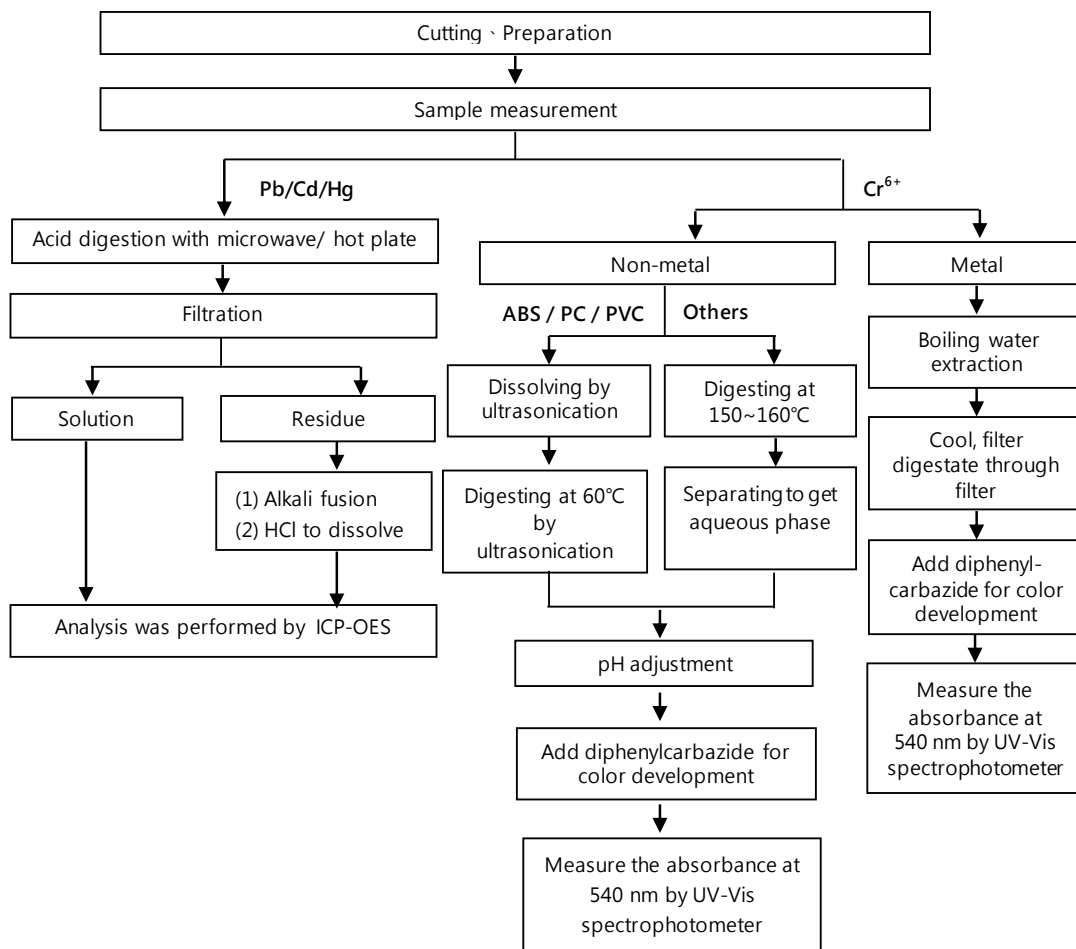 Cutting、Preparation
Sample measurement
Pb/Cd/Hg
Cr6+
Acid digestion with microwave/ hot plate
Filtration
Solution
Residue
(1) Alkali fusion
(2) HCl to dissolve
Analysis was performed by ICP-OES
Non-metal
ABS / PC / PVC
Others
Dissolving by
ultrasonication
Digesting at
150~160℃
Digesting at 60℃
by
ultrasonication
Separating to get
aqueous phase
pH adjustment
Add diphenylcarbazide for
color development
Measure the absorbance at
540 nm by UV-Vis
spectrophotometer
Metal
Boiling water
extraction
Cool, filter
digestate through
filter
Add diphenyl-
carbazide for color
development
Measure the
absorbance at
540 nm by UV-Vis
spectrophotometer